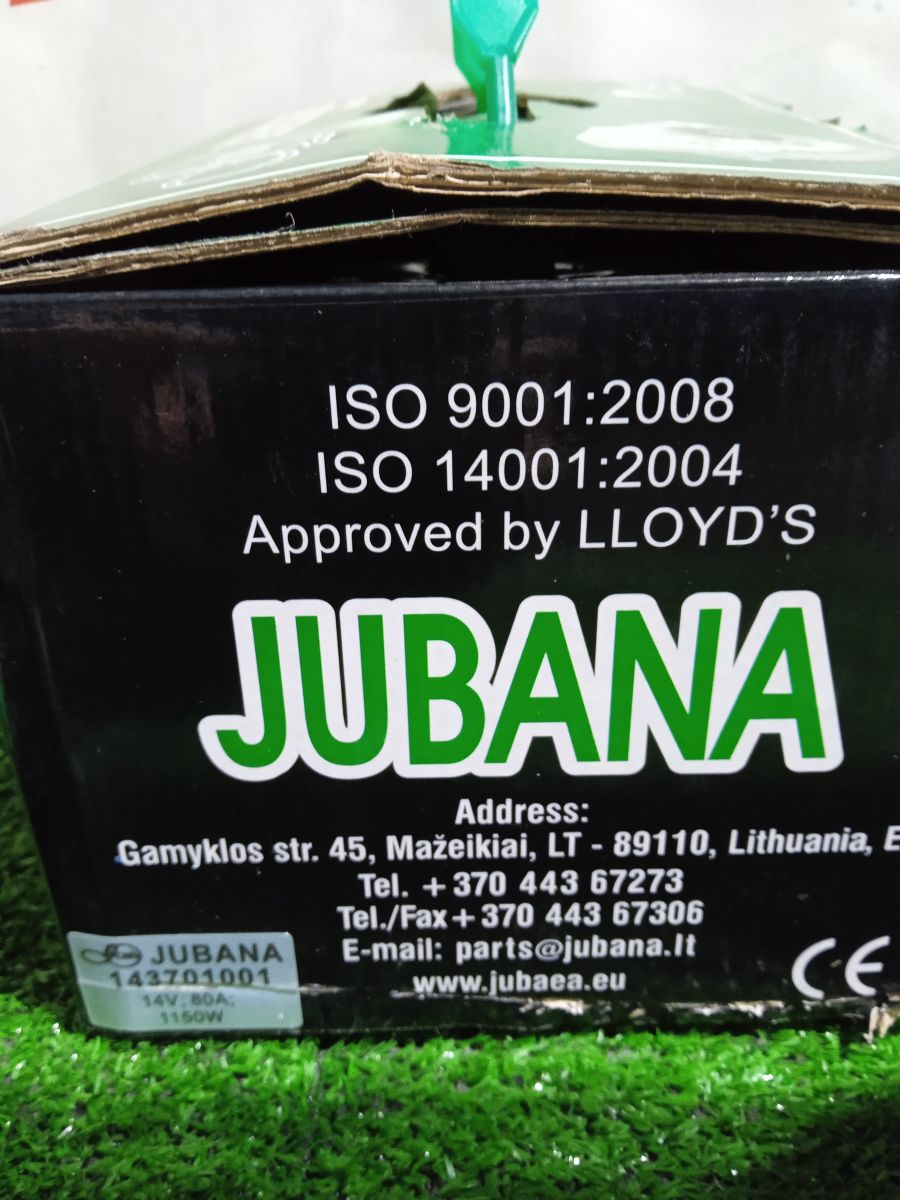 ISO 9001:2008
ISO 14001:2004
Approved by LLOYD'S
JUBANA
Address:
Gamyklos str. 45, Mažeikiai, LT - 89110, Lithuania, E
Tel. +370 443 67273
Tel./Fax+370 443 67306
E-mail: parts@jubana.lt
www.jubaea.eu
CE
JUBANA
143701001
14V; 80A;
1150W